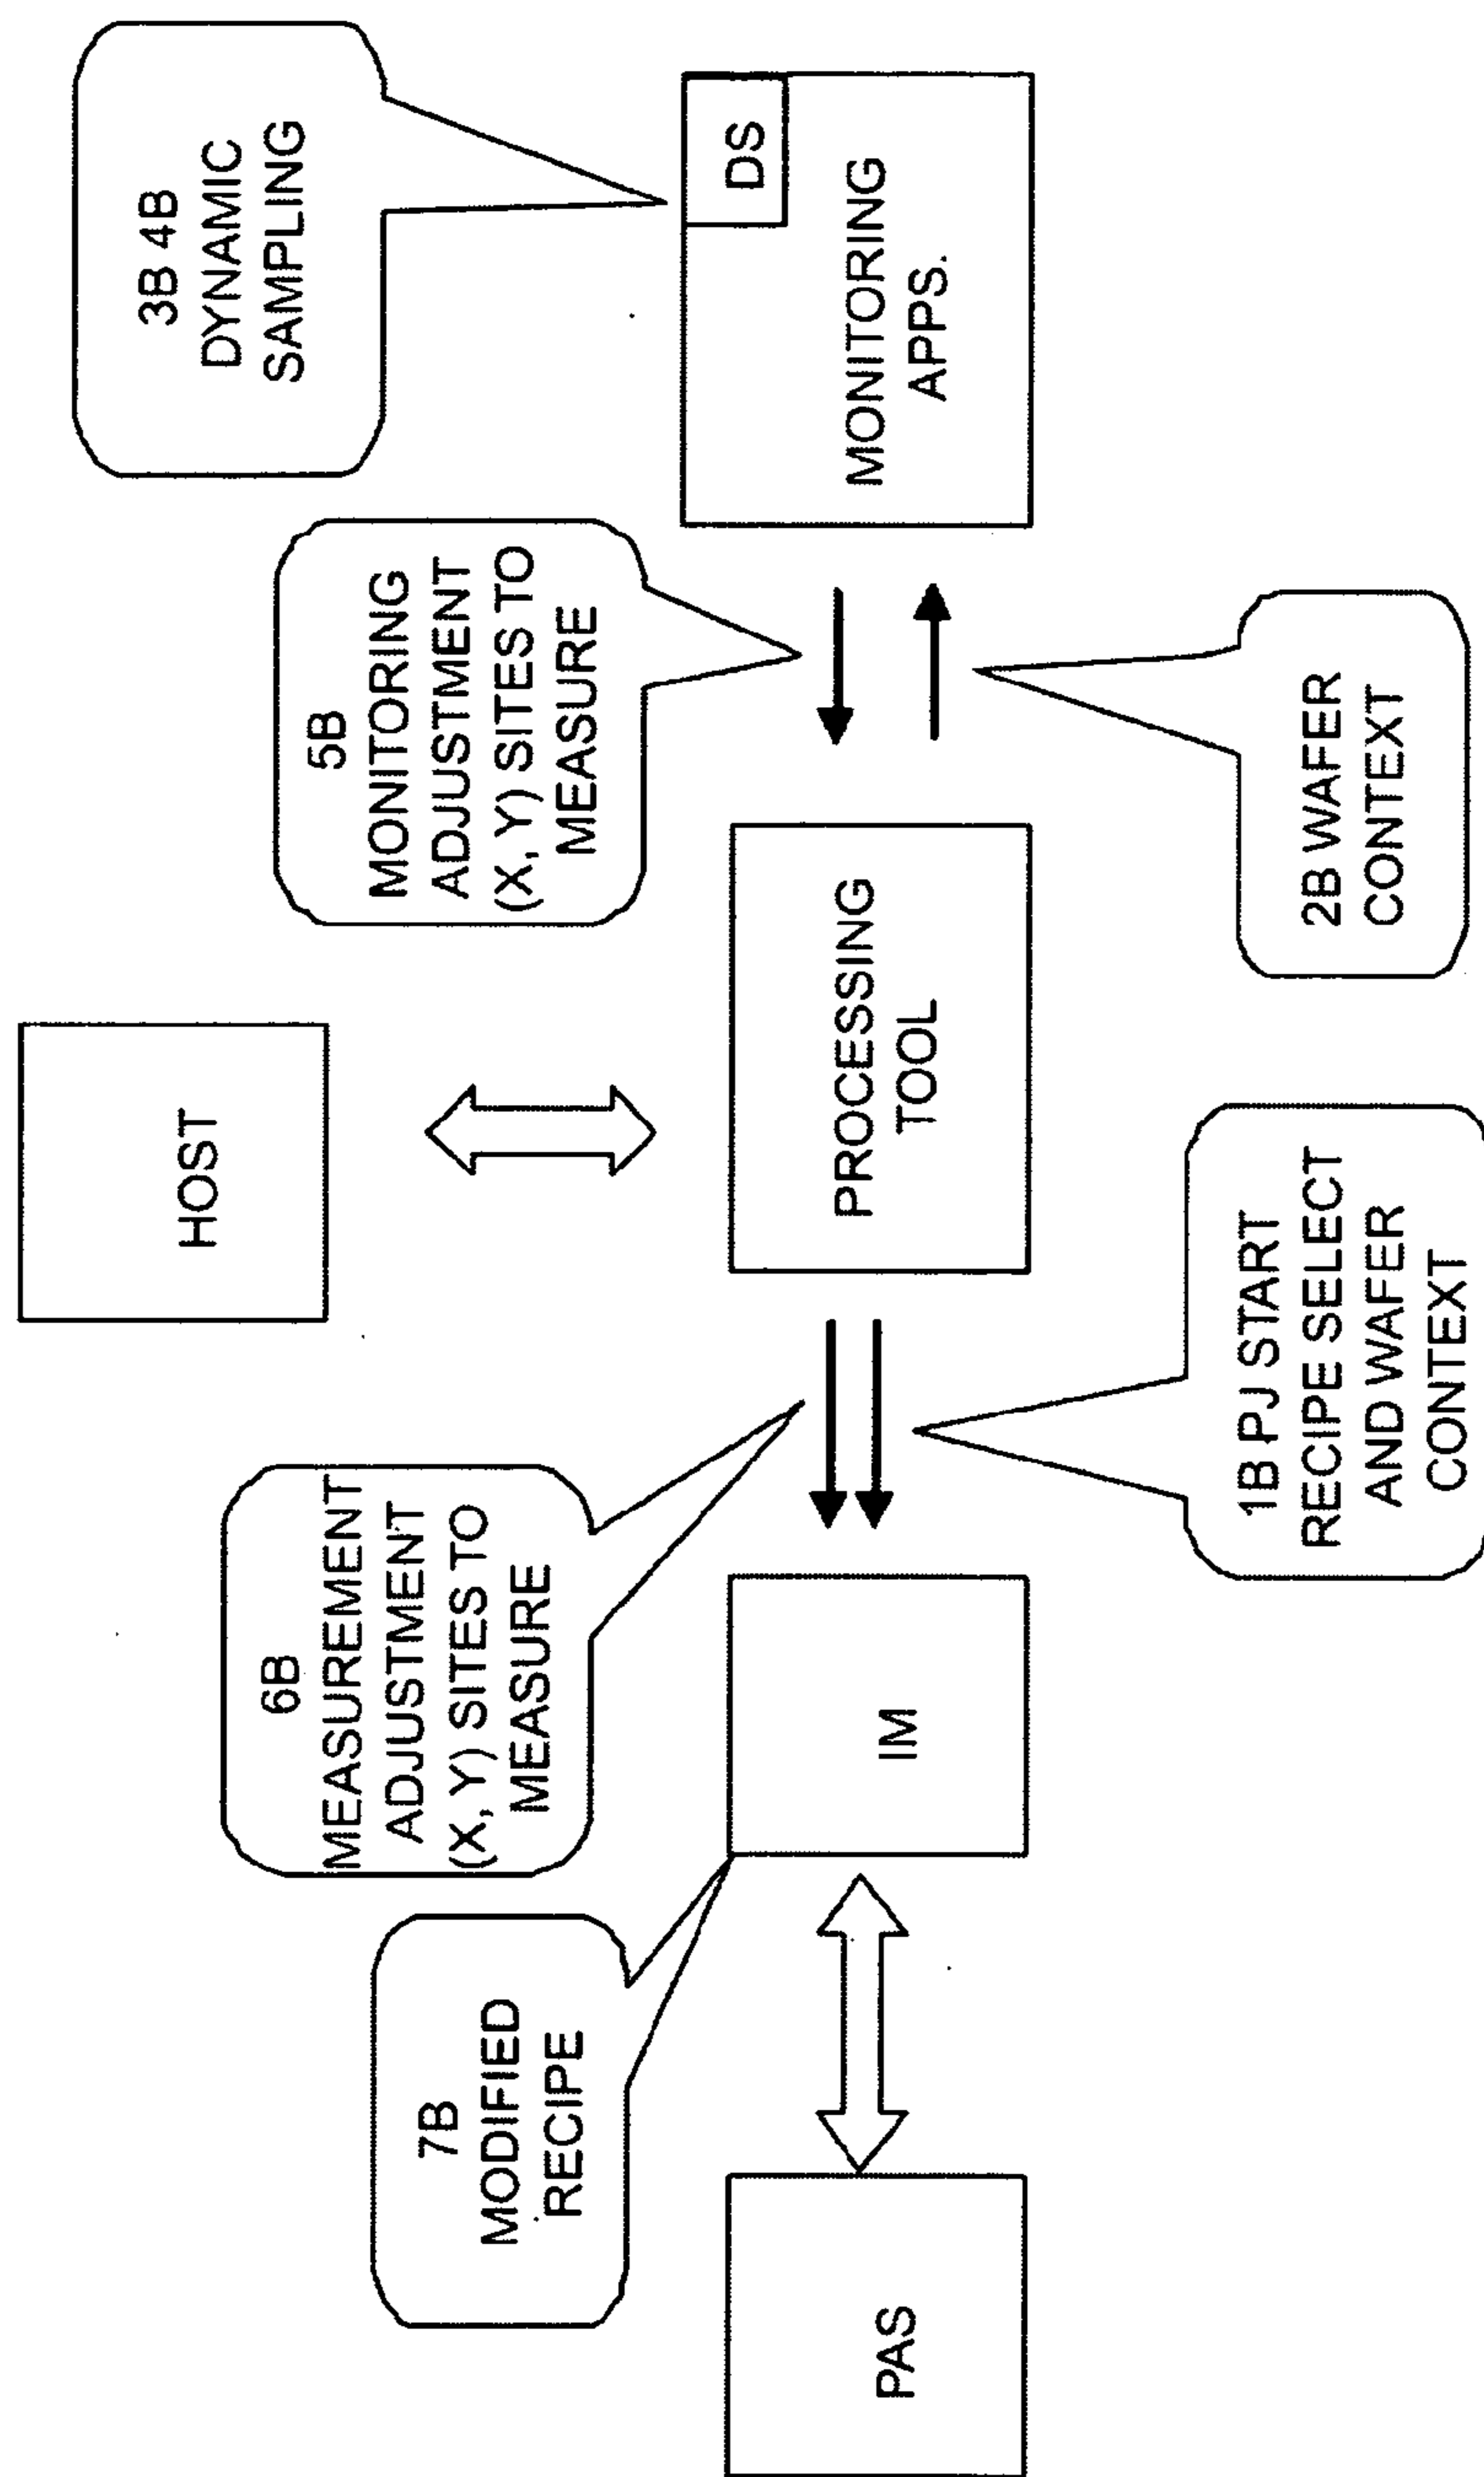 HOST
7B
MODIFIED
RECIPE
6B
MEASUREMENT
ADJUSTMENT
(X, Y) SITES TO
MEASURE
5B
MONITORING
ADJUSTMENT
(X, Y) SITES TO
MEASURE
3B 4B
DYNAMIC
SAMPLING
PAS
IM
PROCESSING
TOOL
DS
MONITORING
APPS.
1B PJ START
RECIPE SELECT
AND WAFER
CONTEXT
2B WAFER
CONTEXT